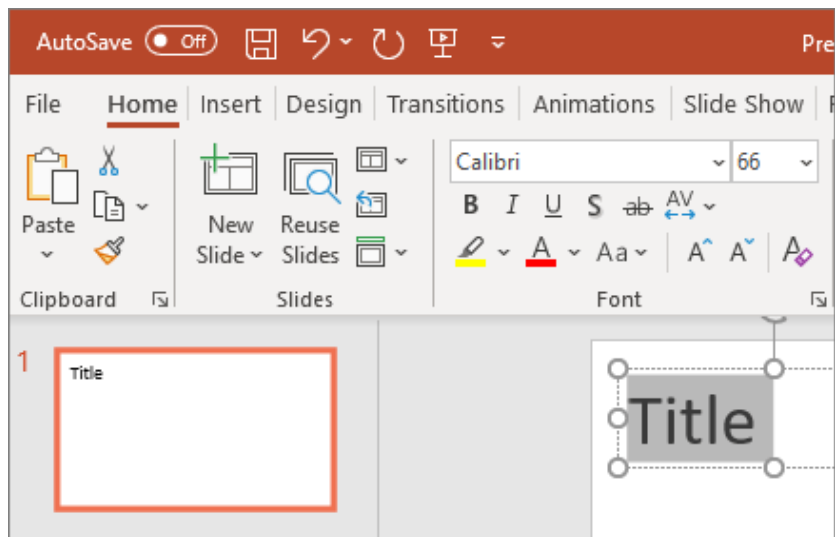 AutoSave Off Pre
File Home Insert Design Transitions Animations Slide Show
Calibri 66
B I U S ab AV
Paste New Reuse
Slide Slides A Aa A A A
Clipboard Slides Font
1
Title
Title